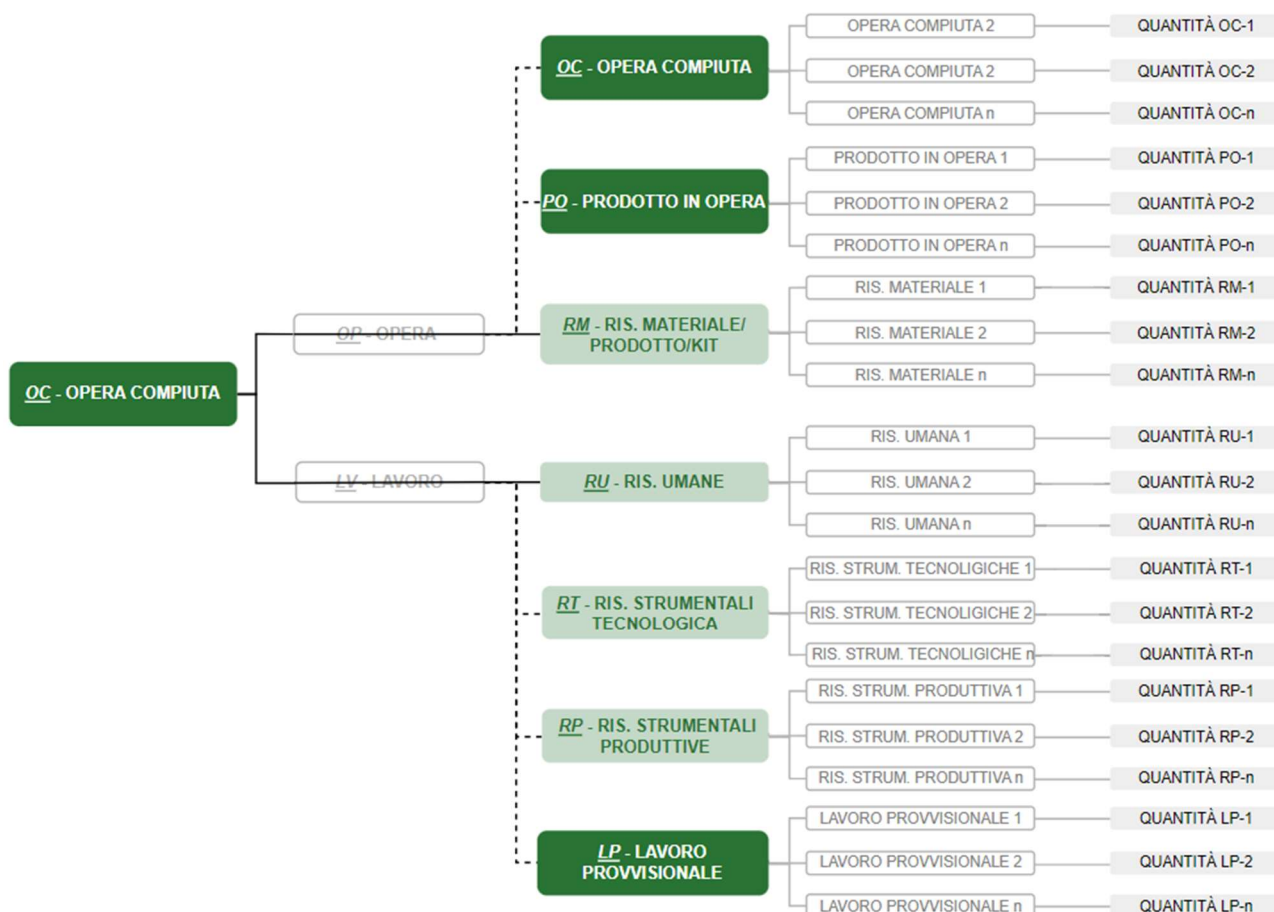 OC - OPERA COMPIUTA
OP - OPERA
LV - LAVORO
OC - OPERA COMPIUTA
OPERA COMPIUTA 2
QUANTITÀ OC-1
OPERA COMPIUTA 2
QUANTITÀ OC-2
OPERA COMPIUTA n
QUANTITÀ OC-n
PO - PRODOTTO IN OPERA
PRODOTTO IN OPERA 1
QUANTITÀ PO-1
PRODOTTO IN OPERA 2
QUANTITÀ PO-2
PRODOTTO IN OPERA n
QUANTITÀ PO-n
RM - RIS. MATERIALE/
PRODOTTO/KIT
RIS. MATERIALE 1
QUANTITÀ RM-1
RIS. MATERIALE 2
QUANTITÀ RM-2
RIS. MATERIALE n
QUANTITÀ RM-n
RU - RIS. UMANE
RIS. UMANA 1
QUANTITÀ RU-1
RIS. UMANA 2
QUANTITÀ RU-2
RIS. UMANA n
QUANTITÀ RU-n
RT - RIS. STRUMENTALI
TECNOLOGICA
RIS. STRUM. TECNOLIGICHE 1
QUANTITÀ RT-1
RIS. STRUM. TECNOLIGICHE 2
QUANTITÀ RT-2
RIS. STRUM. TECNOLIGICHE n
QUANTITÀ RT-n
RP - RIS. STRUMENTALI
PRODUTTIVE
RIS. STRUM. PRODUTTIVA 1
QUANTITÀ RP-1
RIS. STRUM. PRODUTTIVA 2
QUANTITÀ RP-2
RIS. STRUM. PRODUTTIVA n
QUANTITÀ RP-n
LP - LAVORO
PROVVISIONALE
LAVORO PROVVISIONALE 1
QUANTITÀ LP-1
LAVORO PROVVISIONALE 2
QUANTITÀ LP-2
LAVORO PROVVISIONALE n
QUANTITÀ LP-n